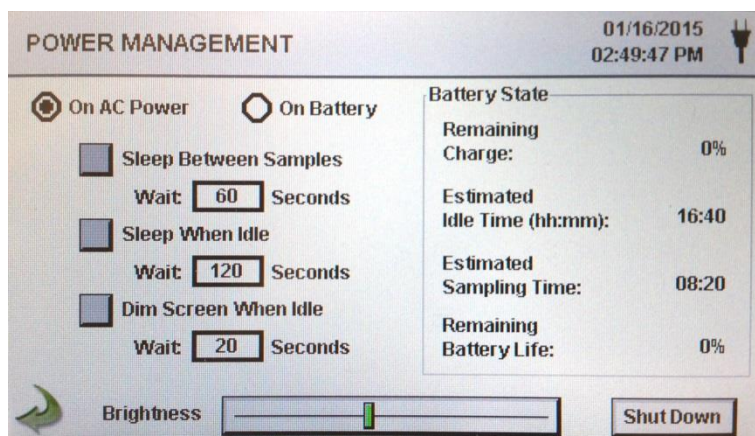 POWER MANAGEMENT
01/16/2015
02:49:47 PM
On AC Power
On Battery
Sleep Between Samples
Wait: 60 Seconds
Sleep When Idle
Wait: 120 Seconds
Dim Screen When Idle
Wait: 20 Seconds
Battery State
Remaining
Charge: 0%
Estimated
Idle Time (hh:mm): 16:40
Estimated
Sampling Time: 08:20
Remaining
Battery Life: 0%
Brightness
Shut Down